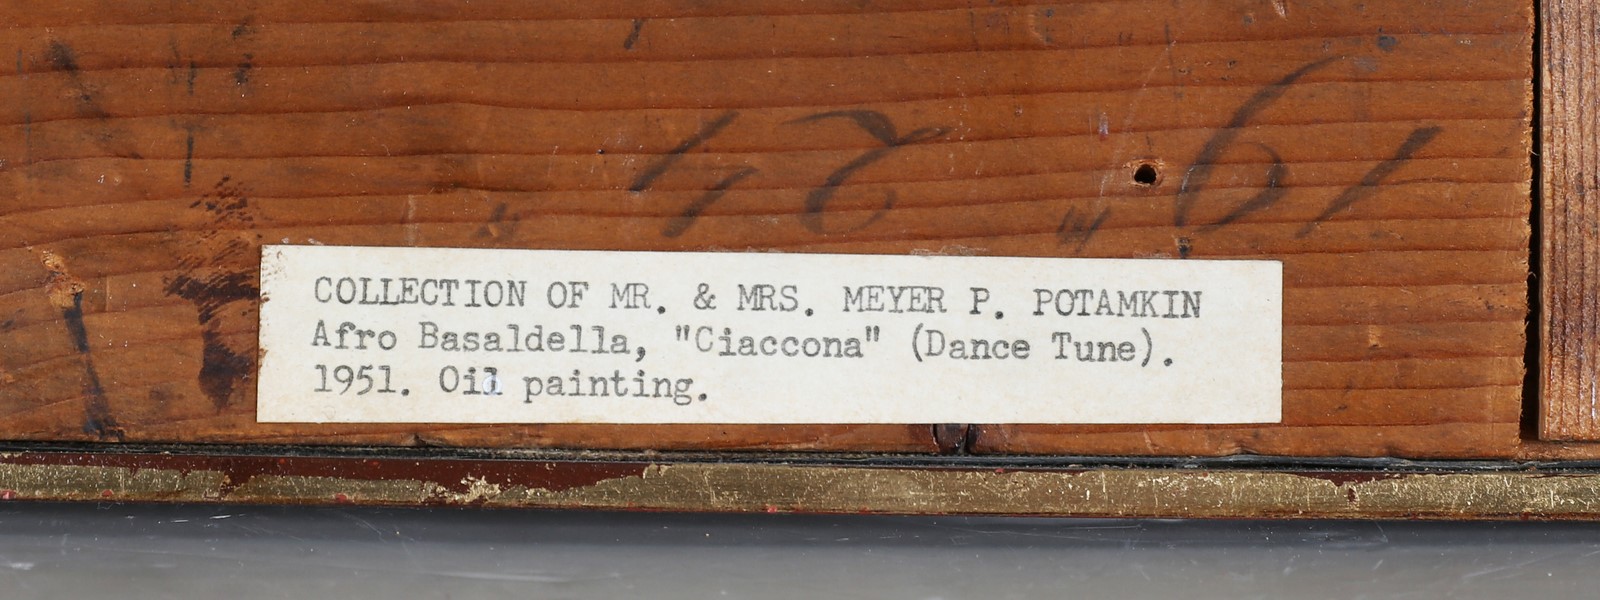 COLLECTION OF MR. & MRS. MEYER P. POTAMKIN
Afro Basaldella, "Ciaccona" (Dance Tune).
1951. Oil painting.